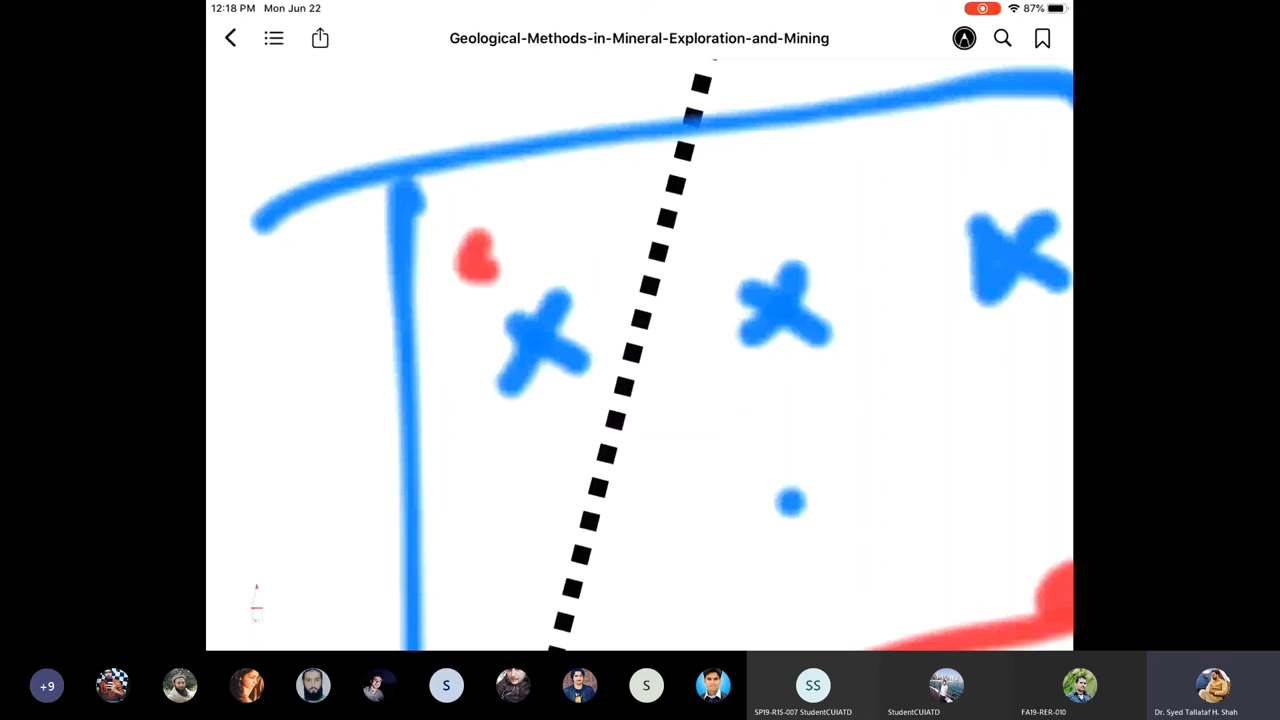 12:18 PM Mon Jun 22
87%
Geological-Methods-in-Mineral-Exploration-and-Mining
+9
S
S
SS
SP19-R1S-007 StudentCUIATD
StudentCUIATD
FA19-RER-010
Dr. Syed Tallataf H. Shah